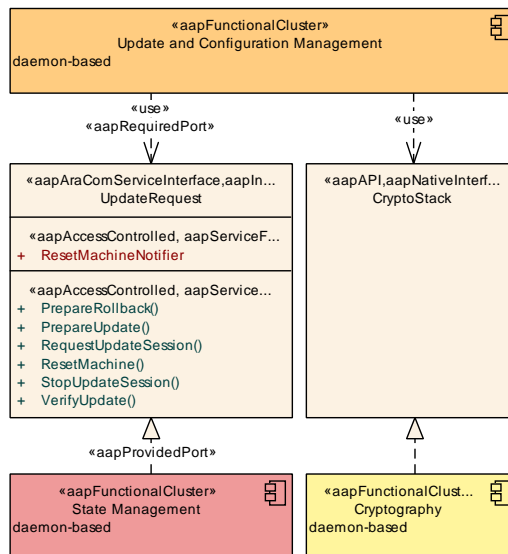 «aapFunctionalCluster»
Update and Configuration Management
daemon-based
«use»
«aapRequiredPort»
«use»
«aapAraComServiceInterface,aapIn...
UpdateRequest
«aapAccessControlled, aapServiceF...
+ ResetMachineNotifier
«aapAccessControlled, aapService...
+ PrepareRollback()
+ PrepareUpdate()
+ RequestUpdateSession()
+ ResetMachine()
+ StopUpdateSession()
+ VerifyUpdate()
«aapAPI,aapNativeInterf...
CryptoStack
«aapProvidedPort»
«aapFunctionalCluster»
State Management
daemon-based
«aapFunctionalClust...
Cryptography
daemon-based